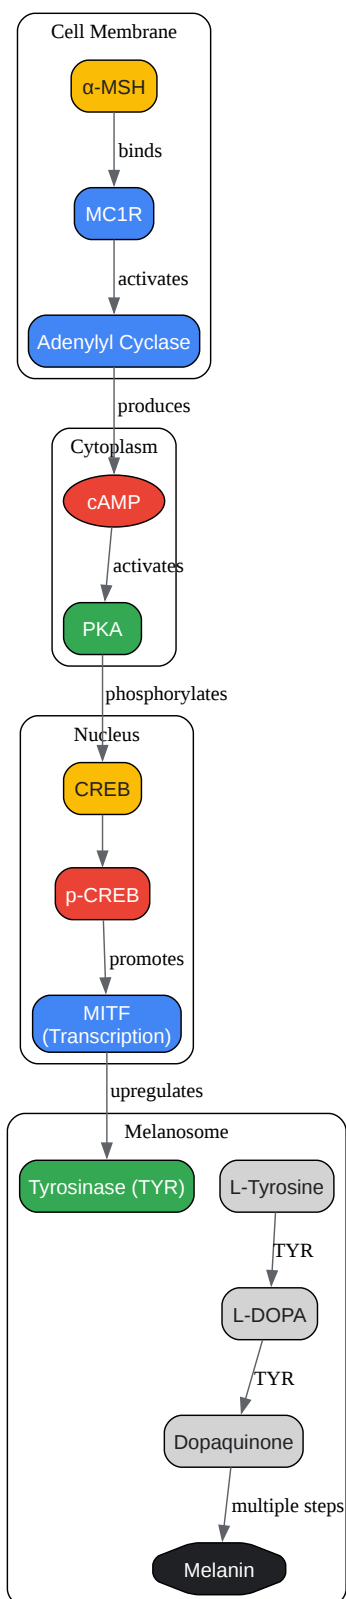 Cell Membrane
α-MSH
binds
MC1R
activates
Adenylyl Cyclase
produces
Cytoplasm
cAMP
activates
PKA
phosphorylates
Nucleus
CREB
p-CREB
promotes
MITF
(Transcription)
upregulates
Melanosome
Tyrosinase (TYR)
L-Tyrosine
TYR
L-DOPA
TYR
Dopaquinone
multiple steps
Melanin